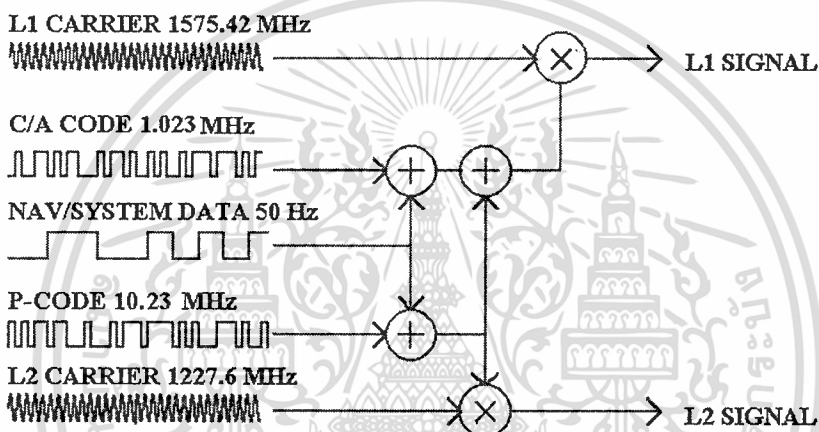 L1 CARRIER 1575.42 MHz
L1 SIGNAL
C/A CODE 1.023 MHz
NAV/SYSTEM DATA 50 Hz
P-CODE 10.23 MHz
L2 CARRIER 1227.6 MHz
L2 SIGNAL